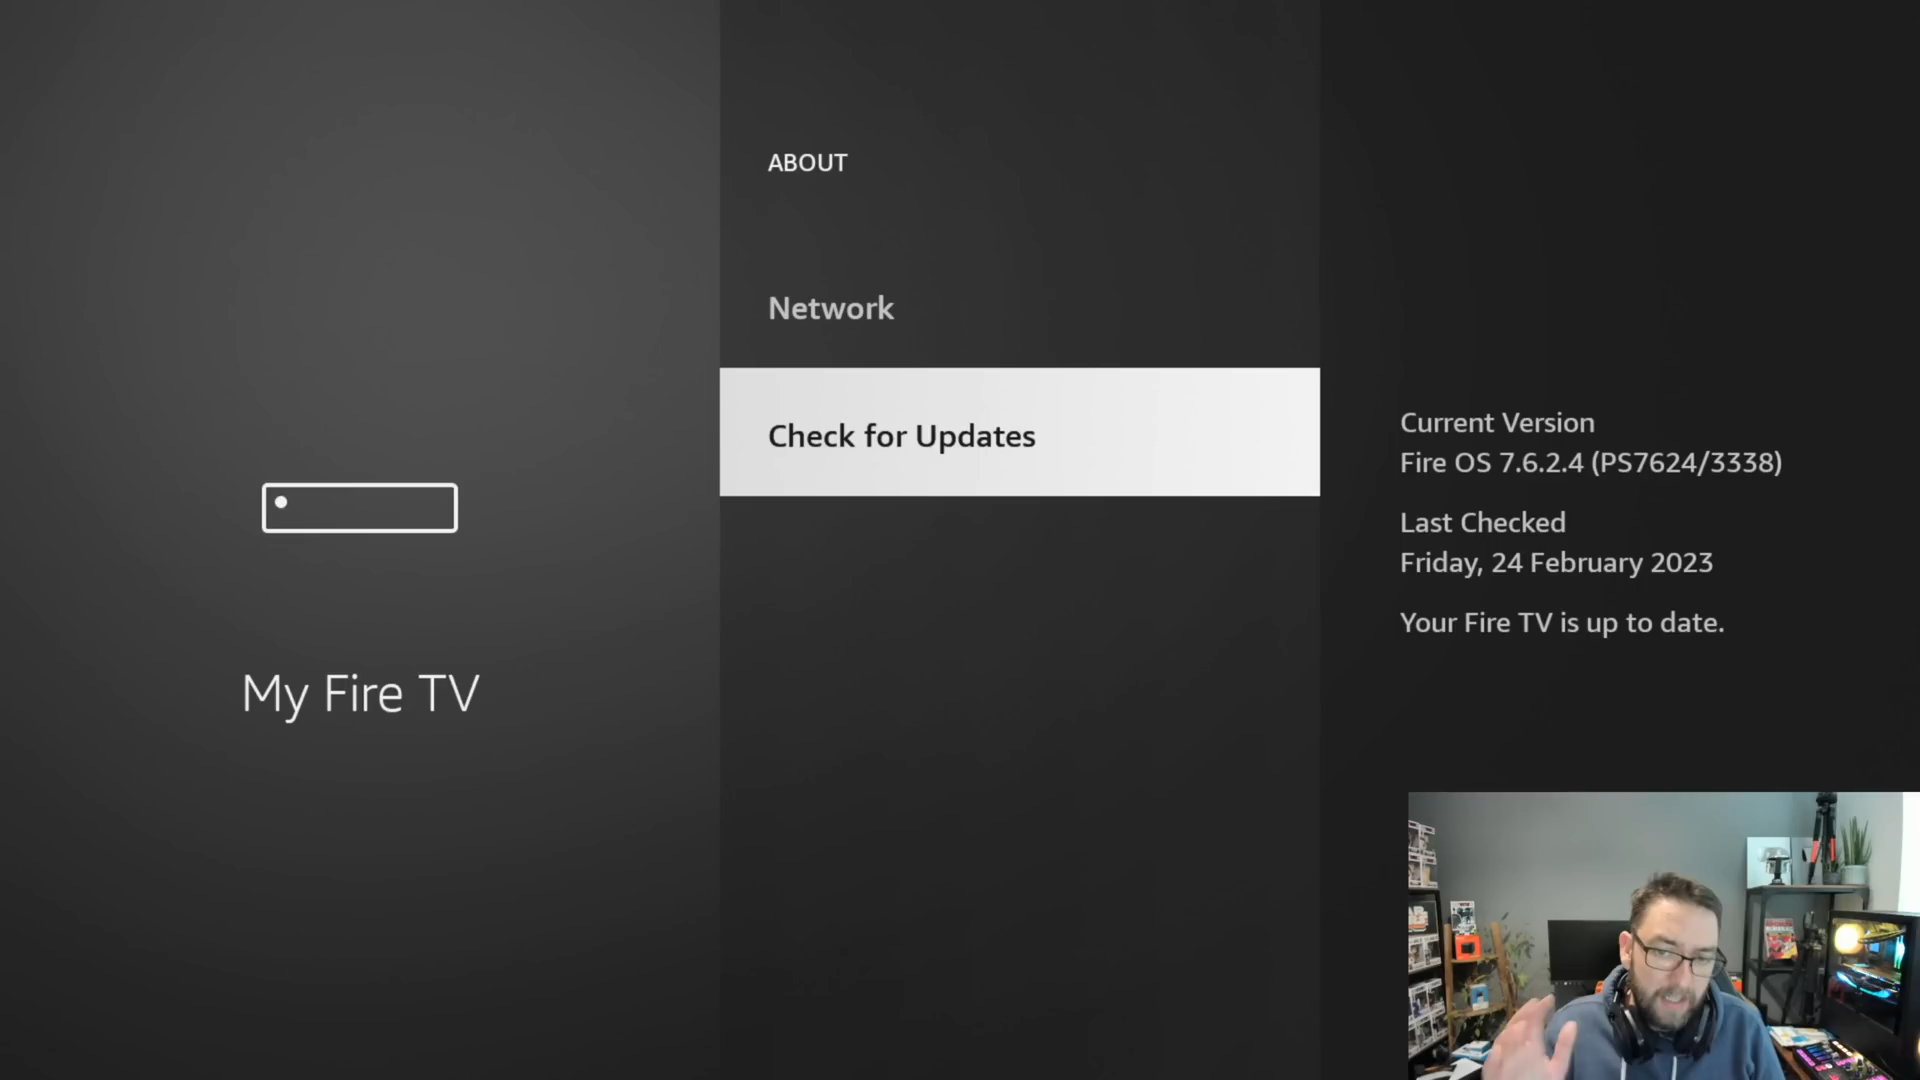 ABOUT
Network
Check for Updates
My Fire TV
Current Version
Fire OS 7.6.2.4 (PS7624/3338)
Last Checked
Friday, 24 February 2023
Your Fire TV is up to date.